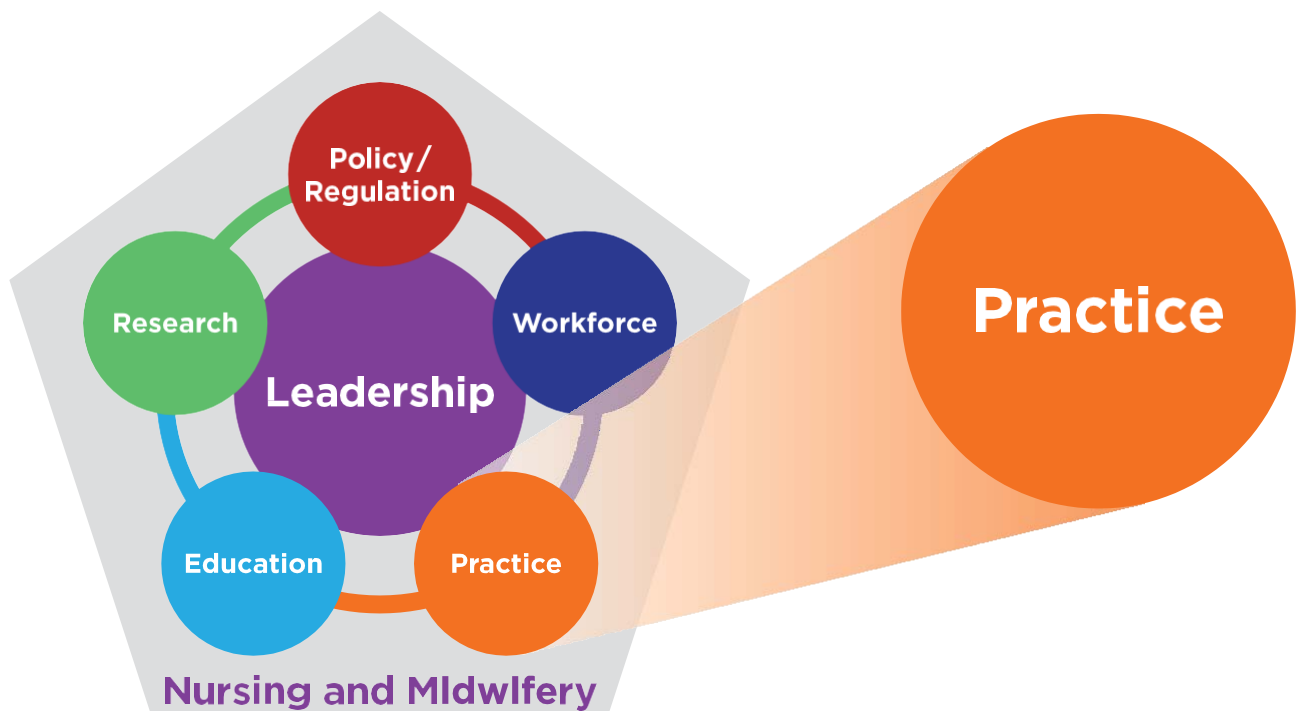 Policy/
Regulation
Research
Workforce
Leadership
Education
Practice
Nursing and MIdwIfery
Practice